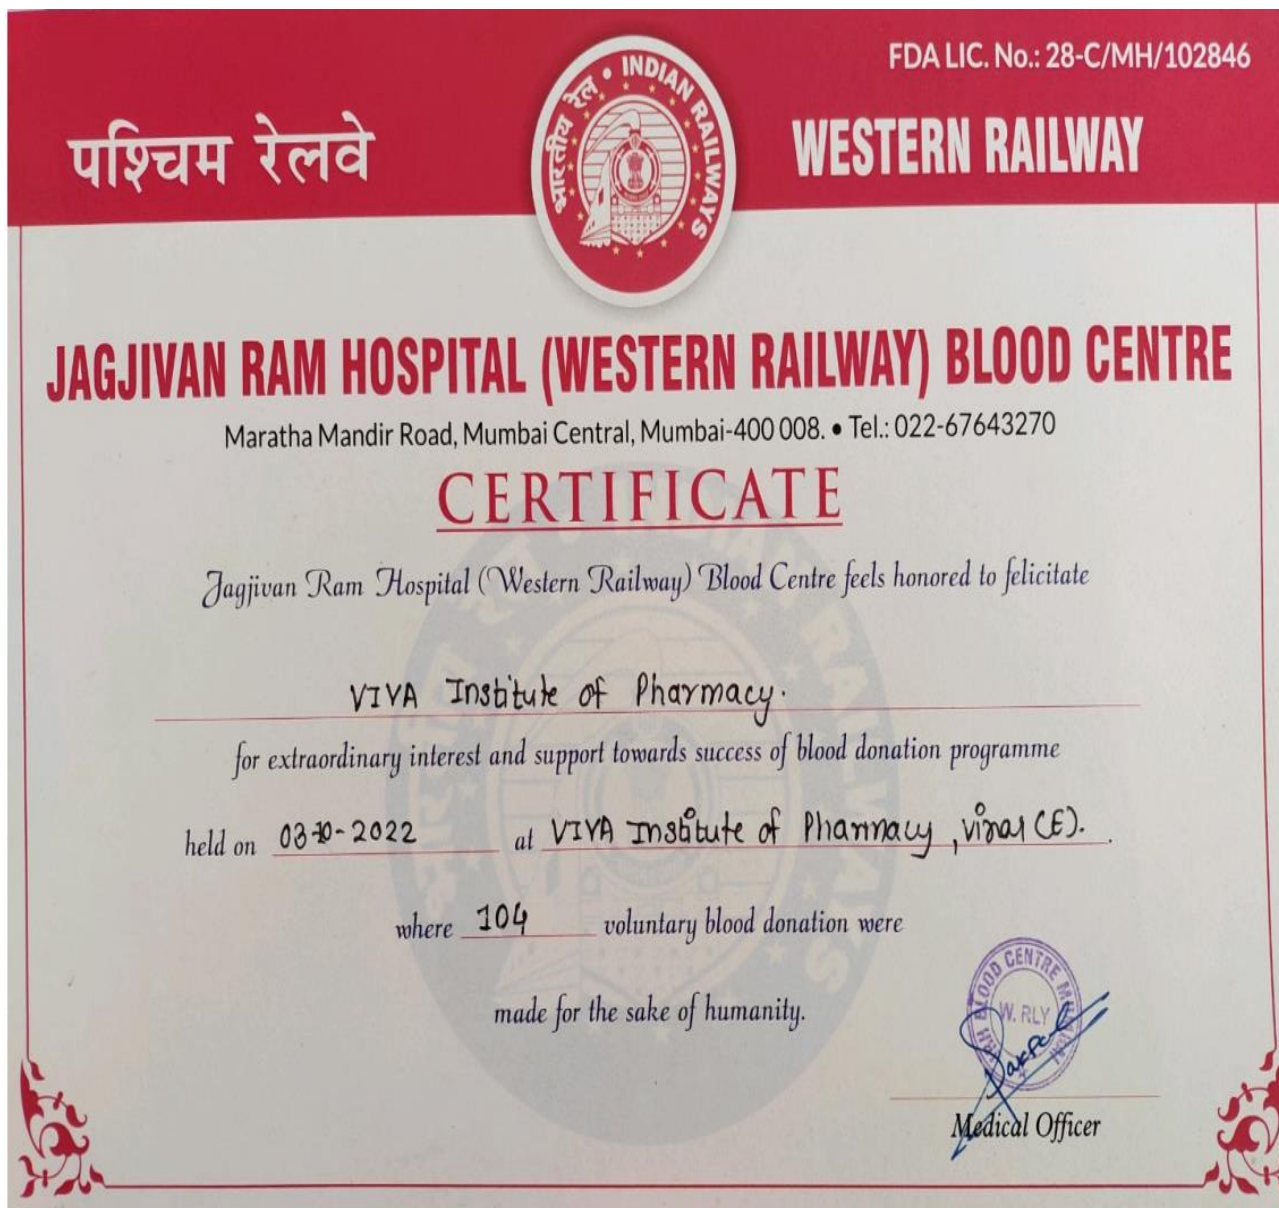 FDA LIC. No.: 28-C/MH/102846
पश्चिम रेलवे
भारतीय रेल • INDIAN RAILWAYS
WESTERN RAILWAY
JAGJIVAN RAM HOSPITAL (WESTERN RAILWAY) BLOOD CENTRE
Maratha Mandir Road, Mumbai Central, Mumbai-400 008. • Tel.: 022-67643270
CERTIFICATE
Jagjivan Ram Hospital (Western Railway) Blood Centre feels honored to felicitate
VIVA Institute of Pharmacy.
for extraordinary interest and support towards success of blood donation programme
held on 03-10-2022 at VIVA Institute of Pharmacy, Virar (E).
where 104 voluntary blood donation were
made for the sake of humanity.
BLOOD CENTRE
W. RLY
Medical Officer